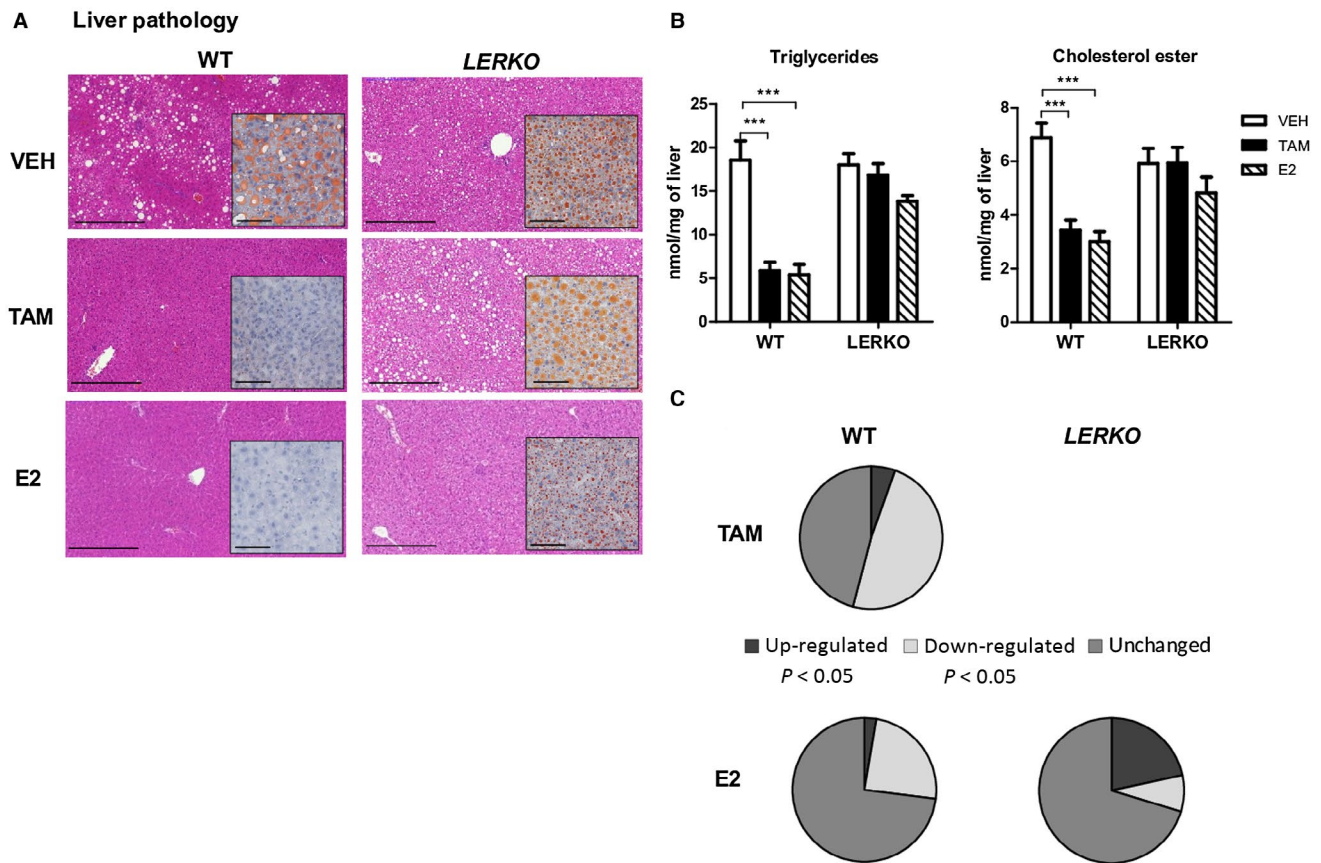 A Liver pathology
WT LERKO
VEH
TAM
E2
B
Triglycerides
nmol/mg of liver
25
20
15
10
5
0
***
***
WT LERKO
Cholesterol ester
nmol/mg of liver
8
6
4
2
0
***
***
WT LERKO
VEH
TAM
E2
C
WT LERKO
TAM
Up-regulated Down-regulated Unchanged
P < 0.05 P < 0.05
E2